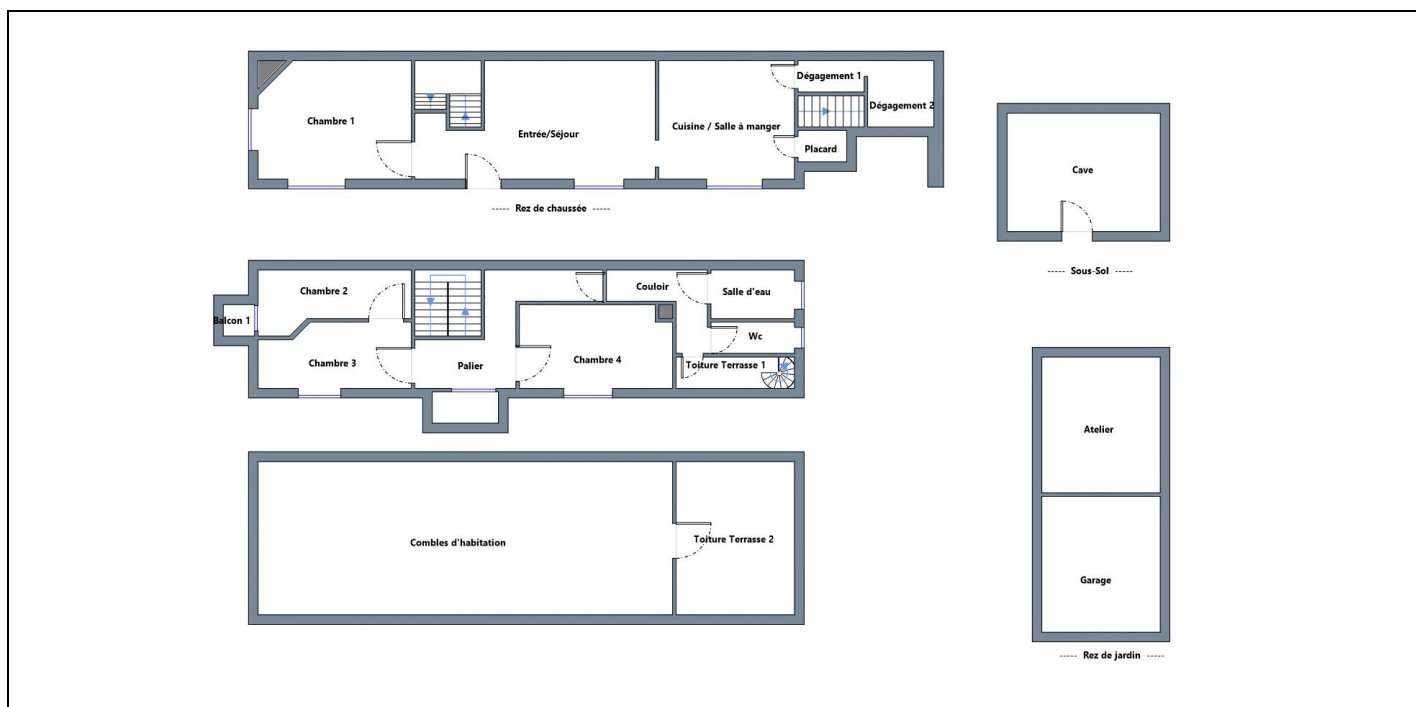 Chambre 1
Entrée/Séjour
Cuisine / Salle à manger
Dégagement 1
Dégagement 2
Placard
----- Rez de chaussée -----
Cave
---- Sous-Sol -----
Chambre 2
Balcon 1
Chambre 3
Palier
Chambre 4
Couloir
Salle d'eau
Wc
Toiture Terrasse 1
Combles d'habitation
Toiture Terrasse 2
Atelier
Garage
----- Rez de jardin -----